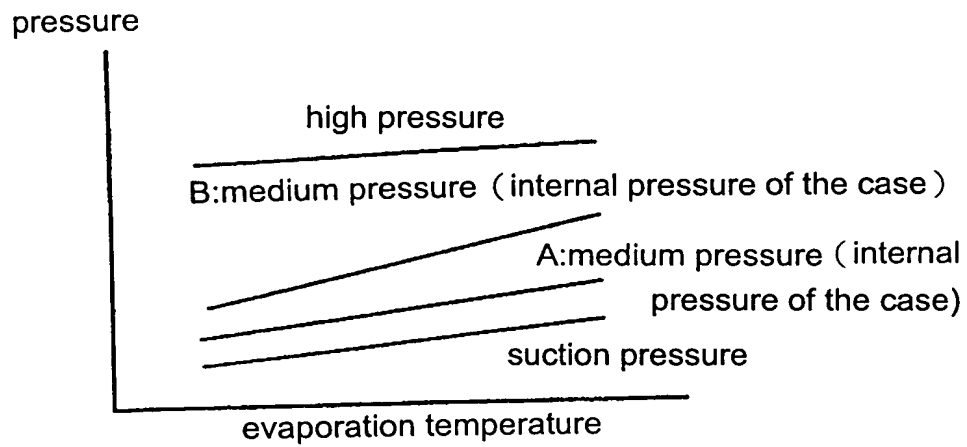 pressure
high pressure
B:medium pressure（internal pressure of the case）
A:medium pressure（internal
pressure of the case)
suction pressure
evaporation temperature